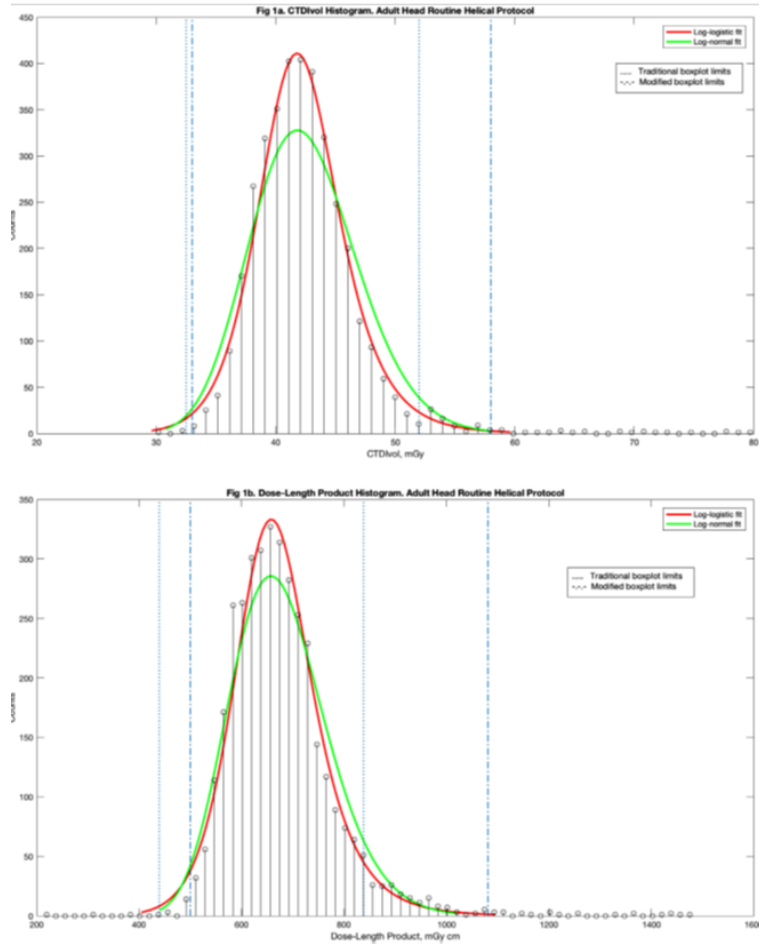 Fig 1a. CTDIvol Histogram. Adult Head Routine Helical Protocol
Log-logistic fit
Log-normal fit
Traditional boxplot limits
Modified boxplot limits
450
400
350
300
250
200
150
100
50
0
Counts
20 30 40 50 60 70 80
CTDIvol, mGy
Fig 1b. Dose-Length Product Histogram. Adult Head Routine Helical Protocol
Log-logistic fit
Log-normal fit
Traditional boxplot limits
Modified boxplot limits
350
300
250
200
150
100
50
0
Counts
200 400 600 800 1000 1200 1400 1600
Dose-Length Product, mGy cm